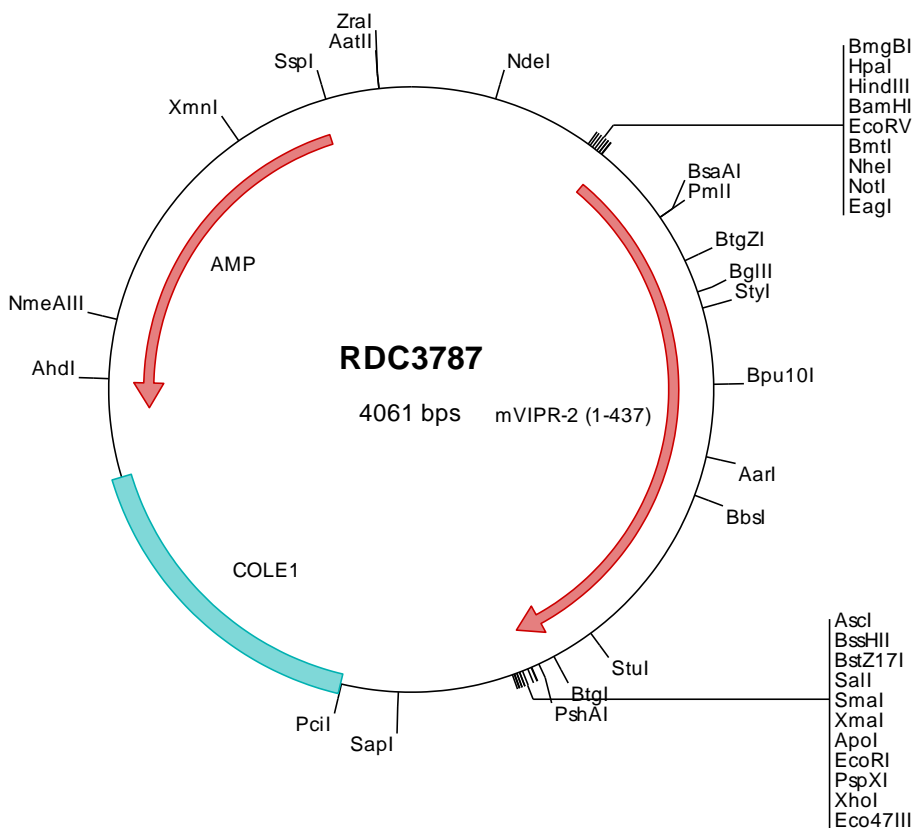 ZraI
AatII
SspI
NdeI
XmnI
BmgBI
HpaI
HindIII
BamHI
EcoRV
BmtI
NheI
NotI
EagI
BsaAI
PmlI
BtgZI
BglII
StyI
AMP
NmeAIII
AhdI
RDC3787
4061 bps
mVIPR-2 (1-437)
Bpu10I
AarI
BbsI
COLE1
StuI
BtgI
PshAI
PciI
SapI
AscI
BssHII
BstZ17I
SalI
SmaI
XmaI
ApoI
EcoRI
PspXI
XhoI
Eco47III